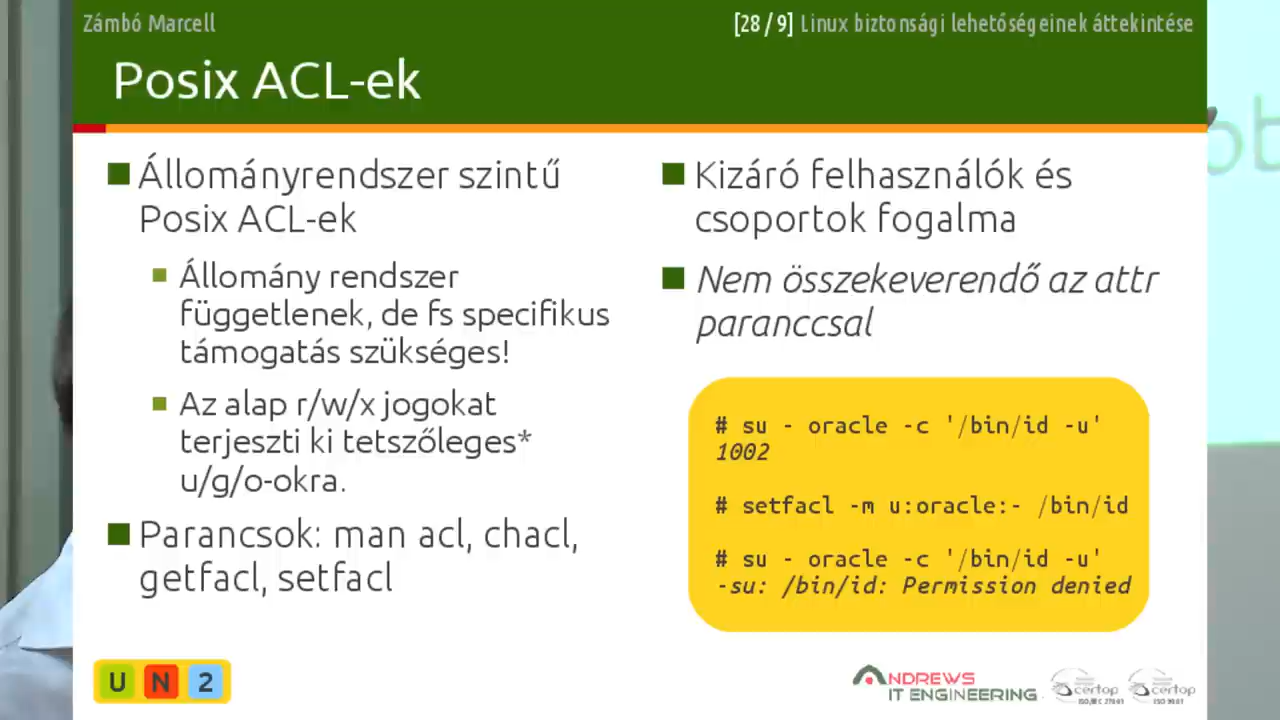 Zámbó Marcell
[28 / 9] Linux biztonsági lehetőségeinek áttekintése
Posix ACL-ek
Állományrendszer szintű
Posix ACL-ek
Állomány rendszer
függetlenek, de fs specifikus
támogatás szükséges!
Az alap r/w/x jogokat
terjeszti ki tetszőleges*
u/g/o-okra.
Parancsok: man acl, chacl,
getfacl, setfacl
Kizáró felhasználók és
csoportok fogalma
Nem összekeverendő az attr
paranccsal
# su - oracle -c '/bin/id -u'
1002
# setfacl -m u:oracle:- /bin/id
# su - oracle -c '/bin/id -u'
-su: /bin/id: Permission denied
U N 2
ANDREWS
IT ENGINEERING
certop
ISO/IEC 27001
certop
ISO 9001